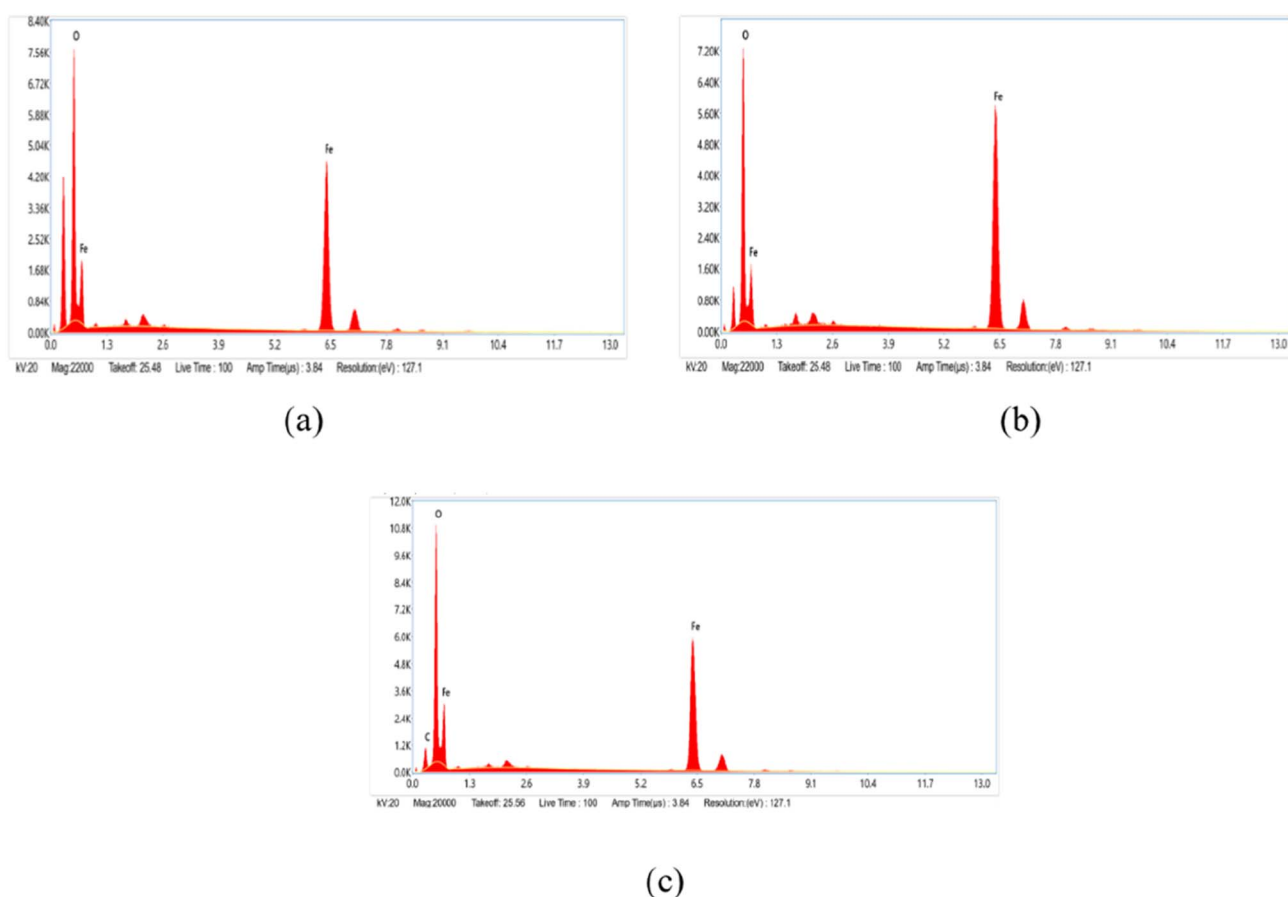 8.40K
7.56K
6.72K
5.88K
5.04K
4.20K
3.36K
2.52K
1.68K
0.84K
0.00K
O
Fe
Fe
0.0 1.3 2.6 3.9 5.2 6.5 7.8 9.1 10.4 11.7 13.0
kV:20 Mag:22000 Takeoff: 25.48 Live Time : 100 Amp Time(µs) : 3.84 Resolution:(eV) : 127.1
(a)
7.20K
6.40K
5.60K
4.80K
4.00K
3.20K
2.40K
1.60K
0.80K
0.00K
O
Fe
Fe
0.0 1.3 2.6 3.9 5.2 6.5 7.8 9.1 10.4 11.7 13.0
kV:20 Mag:22000 Takeoff: 25.48 Live Time : 100 Amp Time(µs) : 3.84 Resolution:(eV) : 127.1
(b)
12.0K
10.8K
9.6K
8.4K
7.2K
6.0K
4.8K
3.6K
2.4K
1.2K
0.0K
O
Fe
C
Fe
0.0 1.3 2.6 3.9 5.2 6.5 7.8 9.1 10.4 11.7 13.0
kV:20 Mag:20000 Takeoff: 25.56 Live Time : 100 Amp Time(µs) : 3.84 Resolution:(eV) : 127.1
(c)